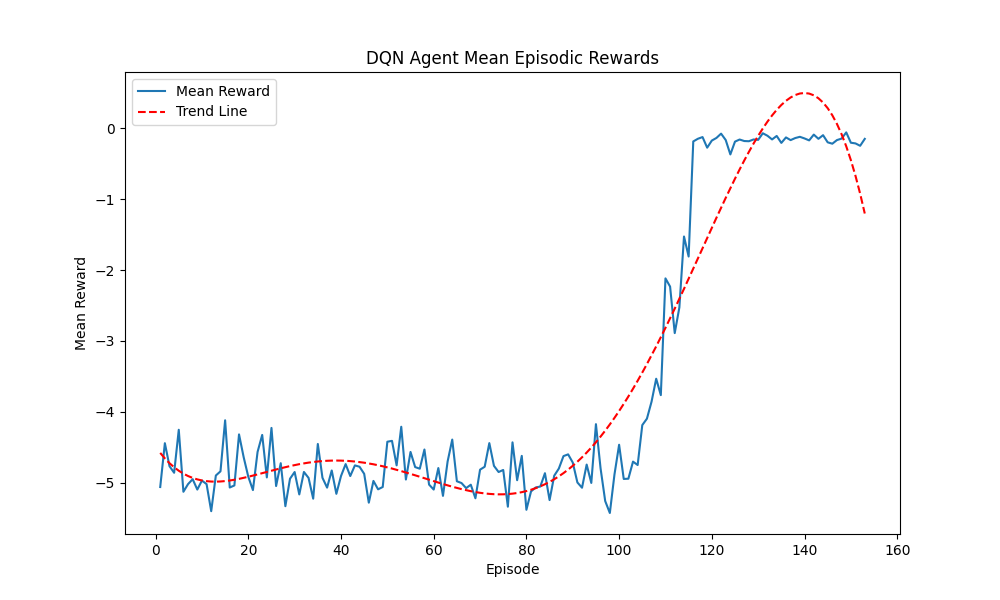 DQN Agent Mean Episodic Rewards
Mean Reward
Trend Line
0
−1
−2
−3
−4
−5
Mean Reward
0 20 40 60 80 100 120 140 160
Episode